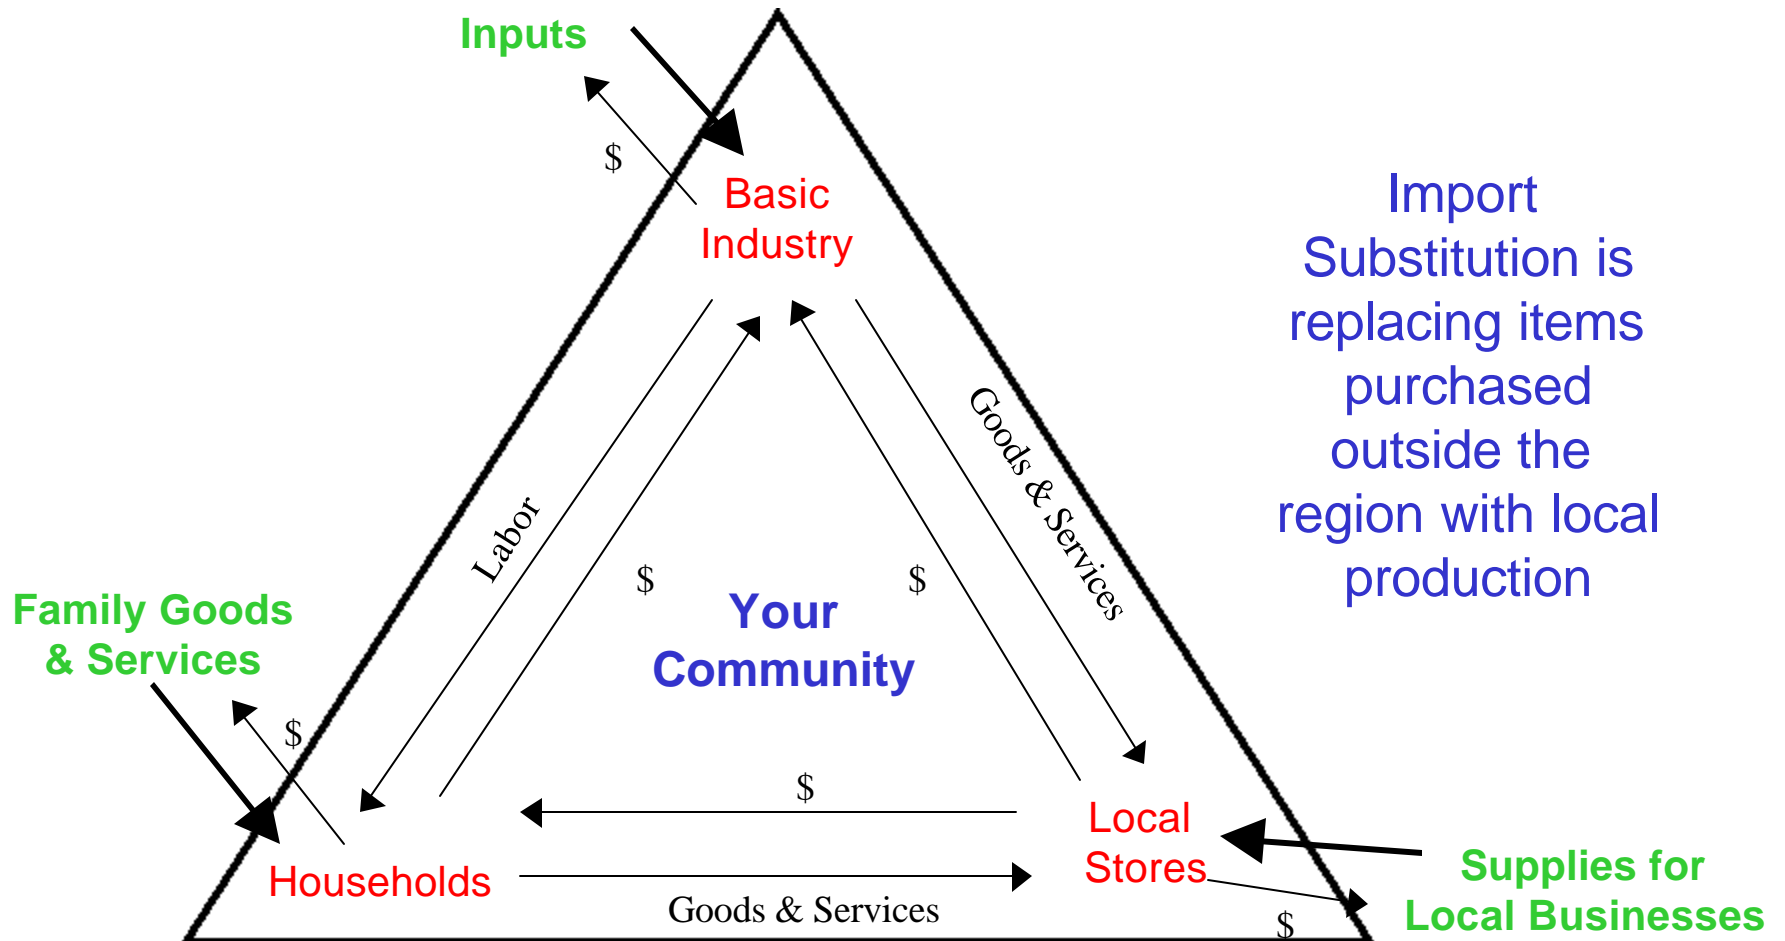 Inputs
$
Basic
Industry
Import
Substitution is
replacing items
purchased
outside the
region with local
production
Goods & Services
Labor
$
$
Your
Community
Family Goods
& Services
$
$
Local
Stores
Households
Goods & Services
Supplies for
Local Businesses
$